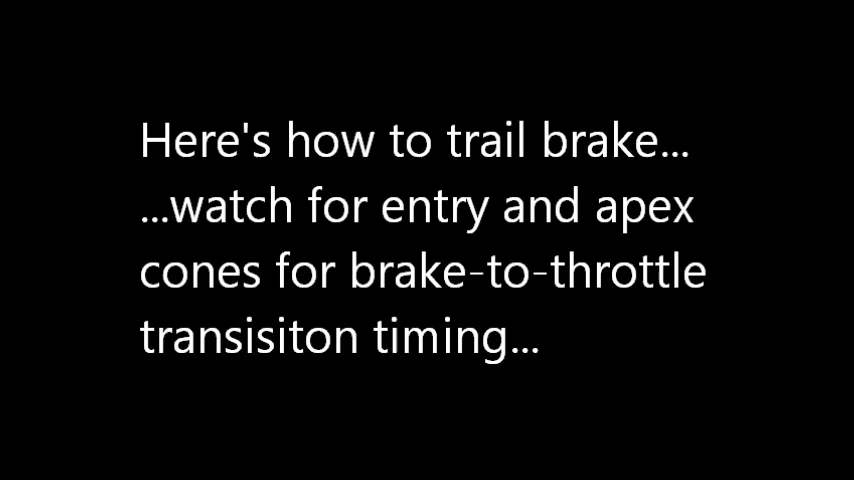 Here's how to trail brake...
...watch for entry and apex
cones for brake-to-throttle
transisiton timing...